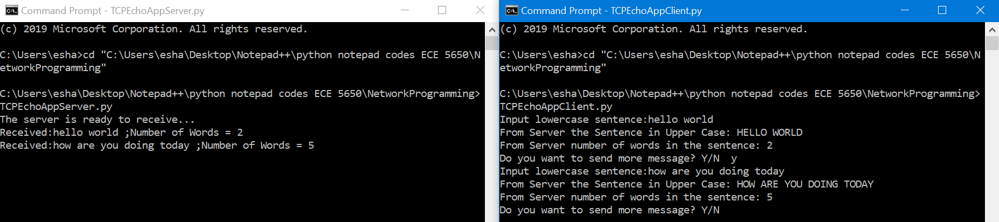 Command Prompt - TCPEchoAppServer.py
(c) 2019 Microsoft Corporation. All rights reserved.
C:\Users\esha>cd "C:\Users\esha\Desktop\Notepad++\python notepad codes ECE 5650\N
etworkProgramming"
C:\Users\esha\Desktop\Notepad++\python notepad codes ECE 5650\NetworkProgramming>
TCPEchoAppServer.py
The server is ready to receive...
Received:hello world ;Number of Words = 2
Received:how are you doing today ;Number of Words = 5
Command Prompt - TCPEchoAppClient.py
(c) 2019 Microsoft Corporation. All rights reserved.
C:\Users\esha>cd "C:\Users\esha\Desktop\Notepad++\python notepad codes ECE 5650\N
etworkProgramming"
C:\Users\esha\Desktop\Notepad++\python notepad codes ECE 5650\NetworkProgramming>
TCPEchoAppClient.py
Input lowercase sentence:hello world
From Server the Sentence in Upper Case: HELLO WORLD
From Server number of words in the sentence: 2
Do you want to send more message? Y/N  y
Input lowercase sentence:how are you doing today
From Server the Sentence in Upper Case: HOW ARE YOU DOING TODAY
From Server number of words in the sentence: 5
Do you want to send more message? Y/N